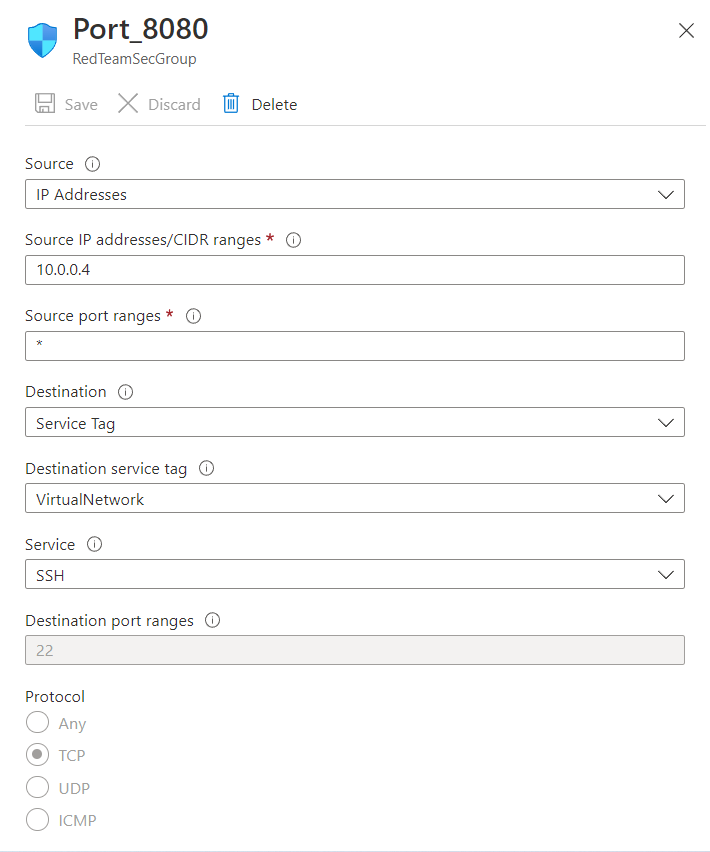 Port_8080
RedTeamSecGroup
Save Discard Delete
Source
IP Addresses
Source IP addresses/CIDR ranges *
10.0.0.4
Source port ranges *
*
Destination
Service Tag
Destination service tag
VirtualNetwork
Service
SSH
Destination port ranges
22
Protocol
Any
TCP
UDP
ICMP